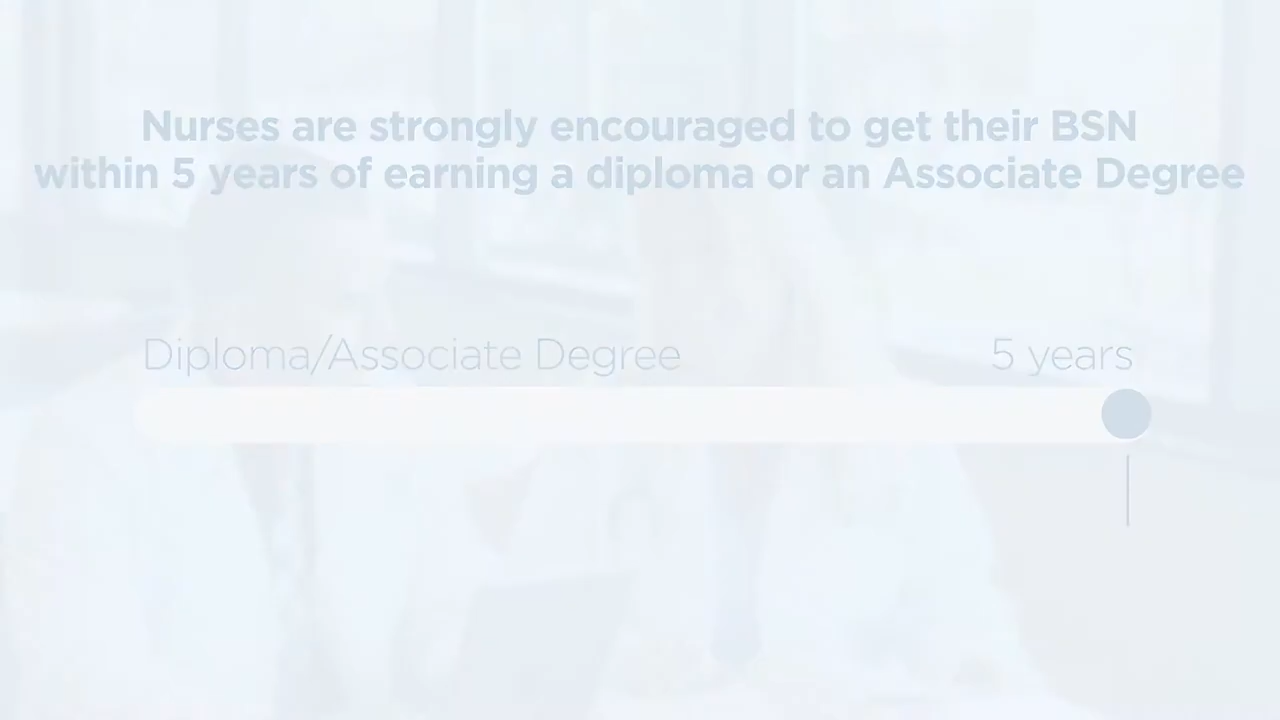 Nurses are strongly encouraged to get their BSN
within 5 years of earning a diploma or an Associate Degree
Diploma/Associate Degree 5 years